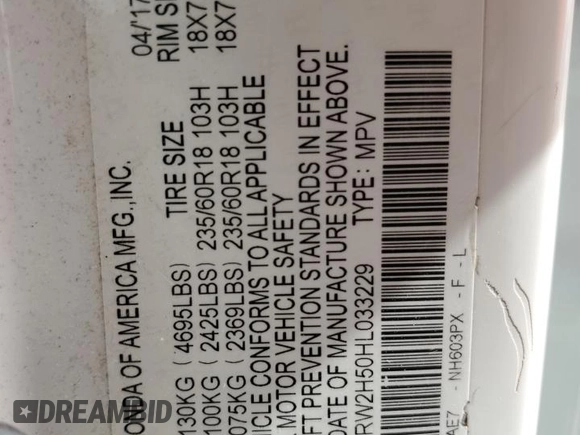 ONDA OF AMERICA MFG.,INC. 04/'17
TIRE SIZE RIM SI
130KG ( 4695LBS)
100KG ( 2425LBS) 235/60R18 103H 18X7
075KG ( 2369LBS) 235/60R18 103H 18X7
ICLE CONFORMS TO ALL APPLICABLE
MOTOR VEHICLE SAFETY
FT PREVENTION STANDARDS IN EFFECT
DATE OF MANUFACTURE SHOWN ABOVE.
RW2H50HL033229 TYPE: MPV
AE7 - NH603PX - F - L
DREAMBID